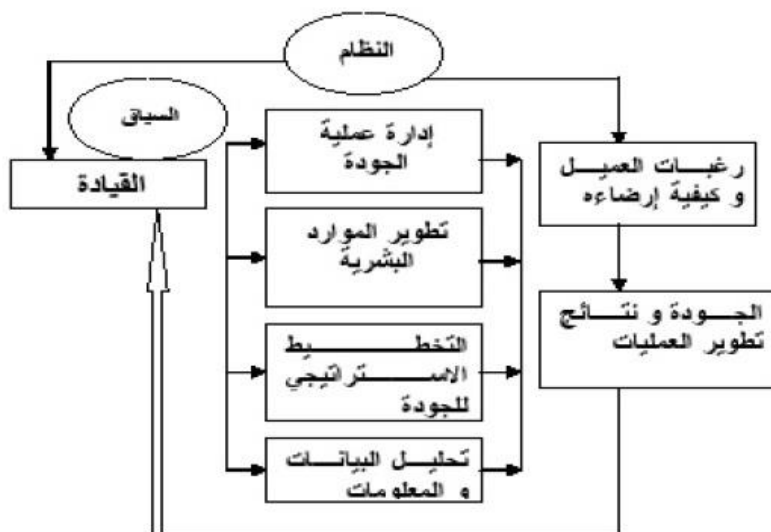 النظام
السياق
القيادة
إدارة عملية
الجودة
تطوير الموارد
البشرية
التخطيط
الاستراتيجي
للجودة
تحليل البيانات
و المعلومات
رغبات العميل
و كيفية إرضاءه
الجودة و نتائج
تطوير العمليات